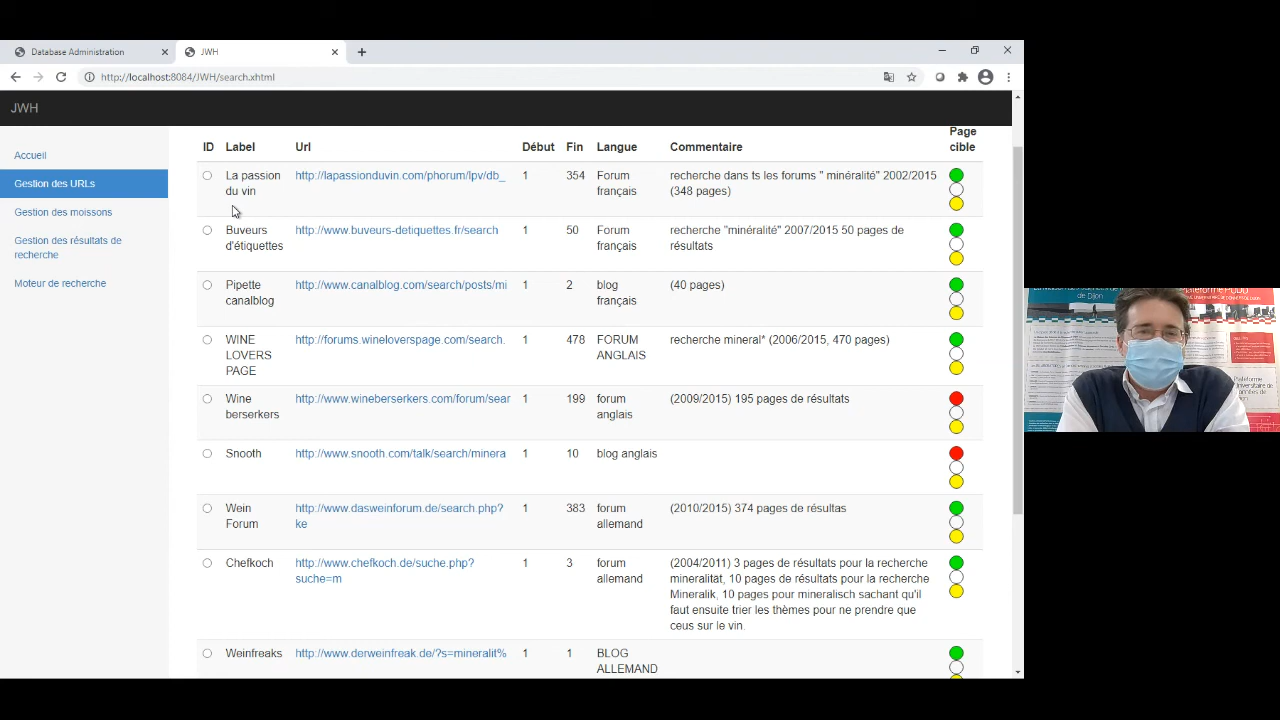 Database Administration
JWH
http://localhost:8084/JWH/search.xhtml
JWH
Accueil
Gestion des URLs
Gestion des moissons
Gestion des résultats de
recherche
Moteur de recherche
ID Label Url Début Fin Langue Commentaire Page
cible
La passion
du vin
http://lapassionduvin.com/phorum/lpv/db_
1
354
Forum
français
recherche dans ts les forums " minéralité" 2002/2015
(348 pages)
Buveurs
d'étiquettes
http://www.buveurs-detiquettes.fr/search
1
50
Forum
français
recherche "minéralité" 2007/2015 50 pages de
résultats
Pipette
canalblog
http://www.canalblog.com/search/posts/mi
1
2
blog
français
(40 pages)
WINE
LOVERS
PAGE
http://forums.wineloverspage.com/search.
1
478
FORUM
ANGLAIS
recherche mineral* (2006/2015, 470 pages)
Wine
berserkers
http://www.wineberserkers.com/forum/sear
1
199
forum
anglais
(2009/2015) 195 pages de résultats
Snooth
http://www.snooth.com/talk/search/minera
1
10
blog anglais
Wein
Forum
http://www.dasweinforum.de/search.php?
ke
1
383
forum
allemand
(2010/2015) 374 pages de résultas
Chefkoch
http://www.chefkoch.de/suche.php?
suche=m
1
3
forum
allemand
(2004/2011) 3 pages de résultats pour la recherche
mineralität, 10 pages de résultats pour la recherche
Mineralik, 10 pages pour mineralisch sachant qu'il
faut ensuite trier les thèmes pour ne prendre que
ceus sur le vin.
Weinfreaks
http://www.derweinfreak.de/?s=mineralit%
1
1
BLOG
ALLEMAND
de Dijon
Plateforme